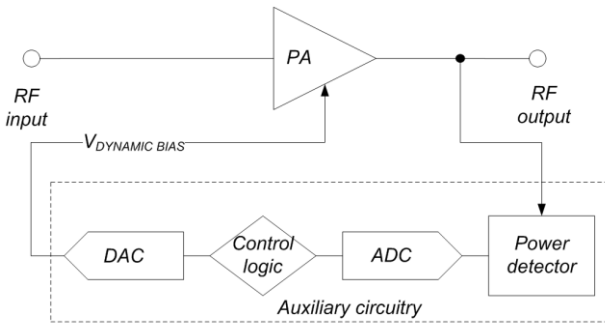 PA
RF
input
RF
output
VDYNAMIC BIAS
DAC
Control
logic
ADC
Power
detector
Auxiliary circuitry